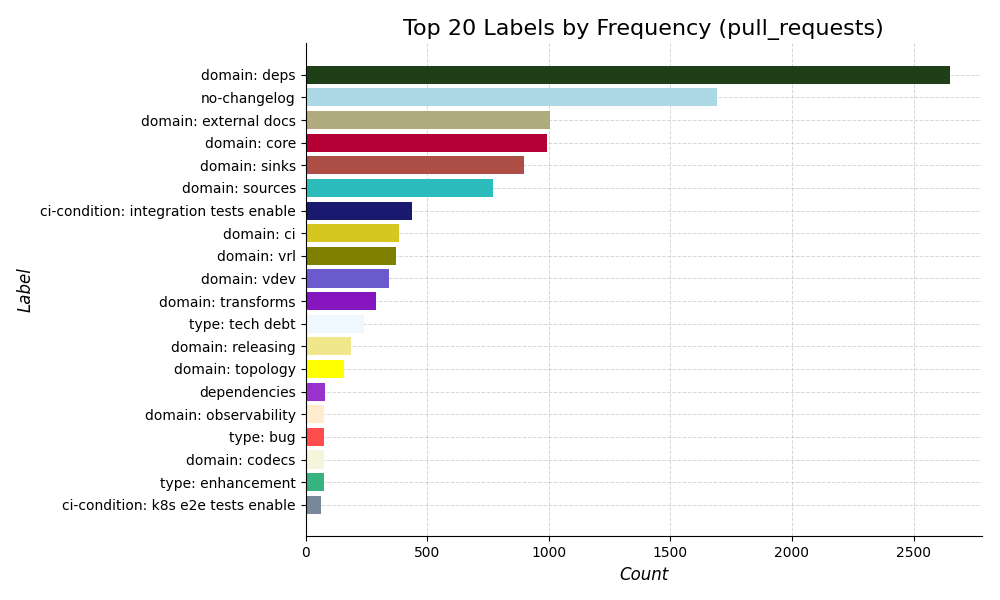 Top 20 Labels by Frequency (pull_requests)
Label
domain: deps
no-changelog
domain: external docs
domain: core
domain: sinks
domain: sources
ci-condition: integration tests enable
domain: ci
domain: vrl
domain: vdev
domain: transforms
type: tech debt
domain: releasing
domain: topology
dependencies
domain: observability
type: bug
domain: codecs
type: enhancement
ci-condition: k8s e2e tests enable
0 500 1000 1500 2000 2500
Count